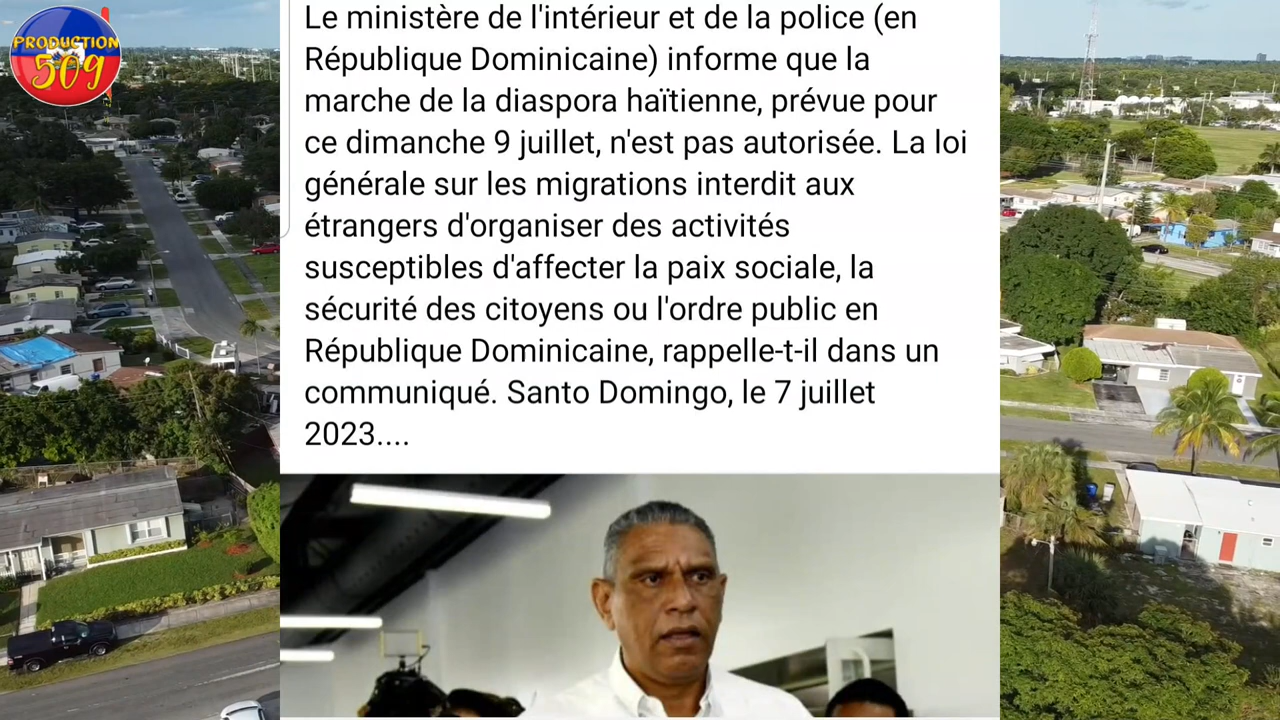 PRODUCTION
509
Le ministère de l'intérieur et de la police (en
République Dominicaine) informe que la
marche de la diaspora haïtienne, prévue pour
ce dimanche 9 juillet, n'est pas autorisée. La loi
générale sur les migrations interdit aux
étrangers d'organiser des activités
susceptibles d'affecter la paix sociale, la
sécurité des citoyens ou l'ordre public en
République Dominicaine, rappelle-t-il dans un
communiqué. Santo Domingo, le 7 juillet
2023....